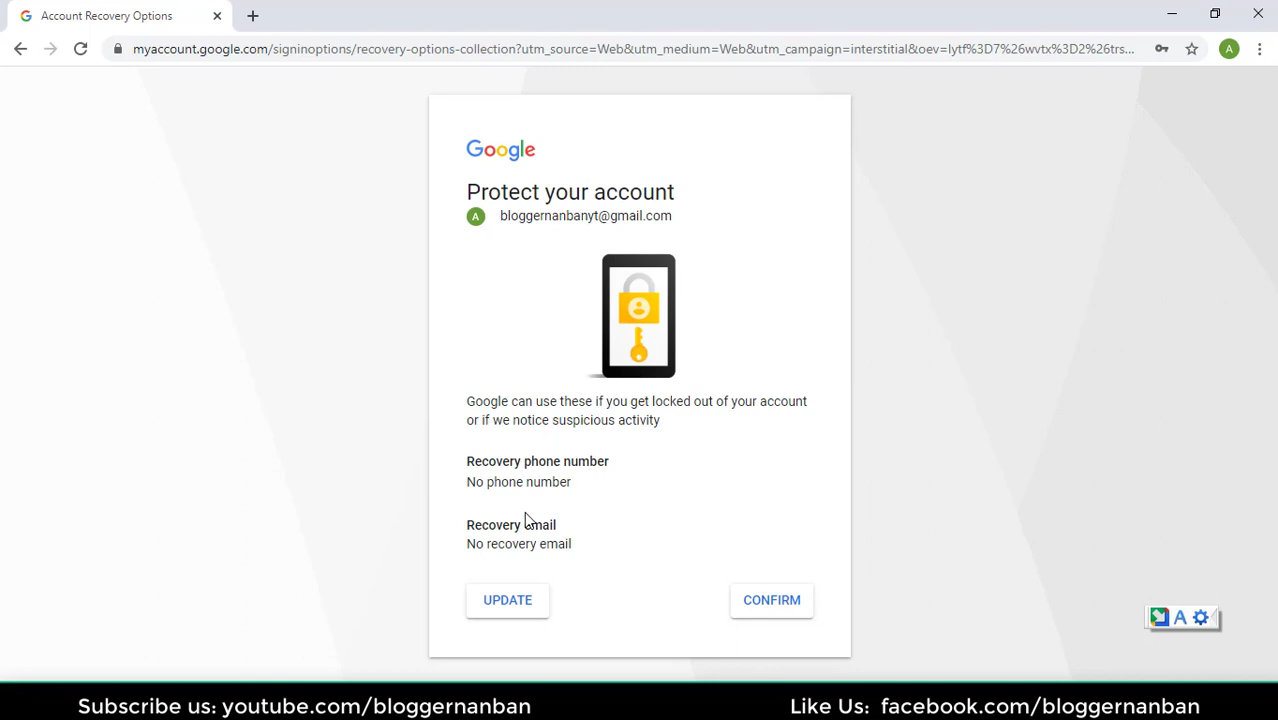 Account Recovery Options
myaccount.google.com/signinoptions/recovery-options-collection?utm_source=Web&utm_medium=Web&utm_campaign=interstitial&oev=lytf%3D7%26wvtx%3D2%26trs...
A
Google
Protect your account
A bloggernanbanyt@gmail.com
Google can use these if you get locked out of your account
or if we notice suspicious activity
Recovery phone number
No phone number
Recovery email
No recovery email
UPDATE CONFIRM
A
Subscribe us: youtube.com/bloggernanban Like Us: facebook.com/bloggernanban